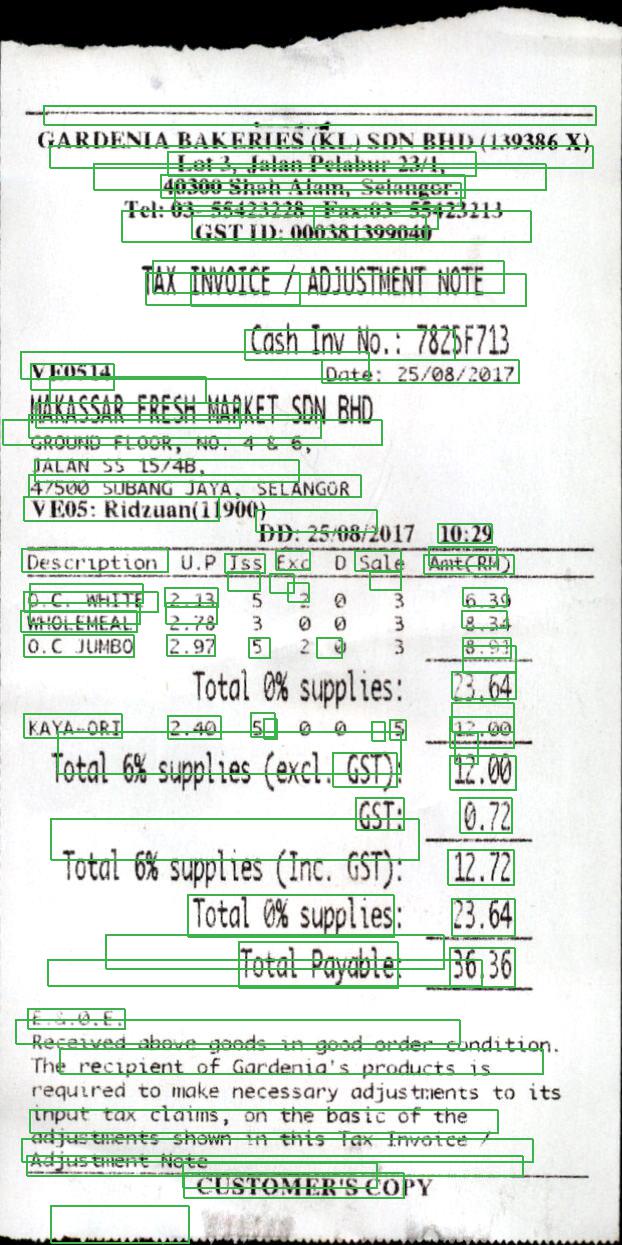 GARDENIA BAKERIES (KL) SDN BHD (139386 X)
Lot 3, Jalan Pelabur 23/1,
40300 Shah Alam, Selangor.
Tel: 03- 55423228 Fax:03- 55423213
GST ID: 000381399040
TAX INVOICE / ADJUSTMENT NOTE
Cash Inv No.: 7825F713
VE0514 Date: 25/08/2017
MAKASSAR FRESH MARKET SDN BHD
GROUND FLOOR, NO. 4 & 6,
JALAN SS 15/4B,
47500 SUBANG JAYA, SELANGOR
VE05: Ridzuan(11900)
DD: 25/08/2017 10:29
Description U.P Iss Exc D Sale Amt(RM)
O.C. WHITE 2.13 5 2 0 3 6.39
WHOLEMEAL 2.78 3 0 0 3 8.34
O.C JUMBO 2.97 5 2 0 3 8.91
Total 0% supplies: 23.64
KAYA-ORI 2.40 5 0 0 5 12.00
Total 6% supplies (excl. GST): 12.00
GST: 0.72
Total 6% supplies (Inc. GST): 12.72
Total 0% supplies: 23.64
Total Payable: 36.36
E.&.O.E.
Received above goods in good order condition.
The recipient of Gardenia's products is
required to make necessary adjustments to its
input tax claims, on the basic of the
adjustments shown in this Tax Invoice /
Adjustment Note
CUSTOMER'S COPY